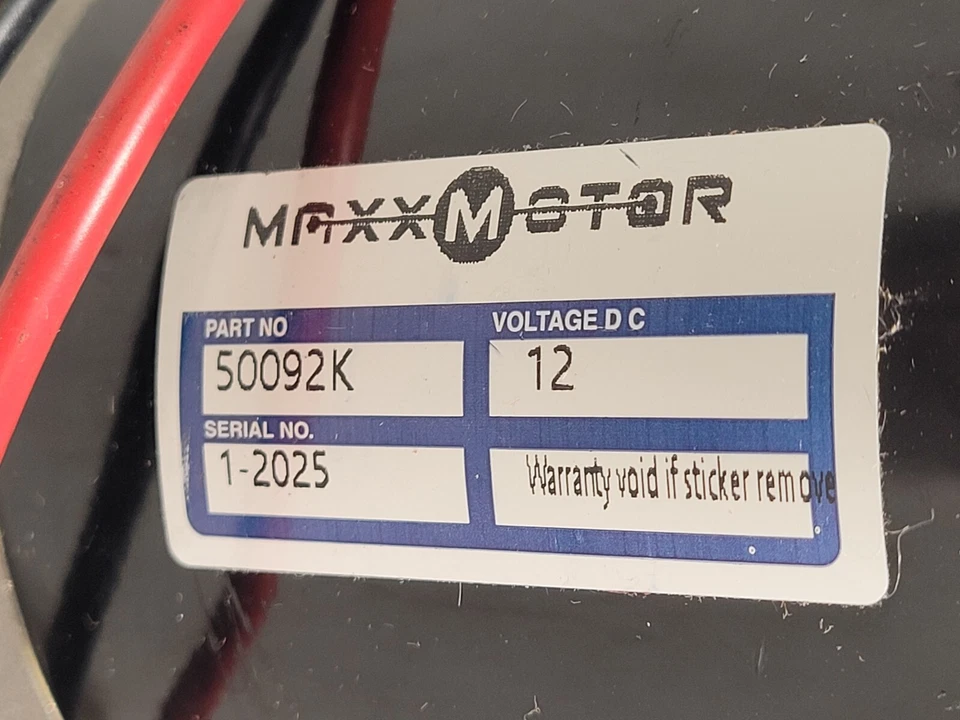 MAXXMOTOR
PART NO
50092K
VOLTAGE D C
12
SERIAL NO.
1-2025
Warranty void if sticker remove